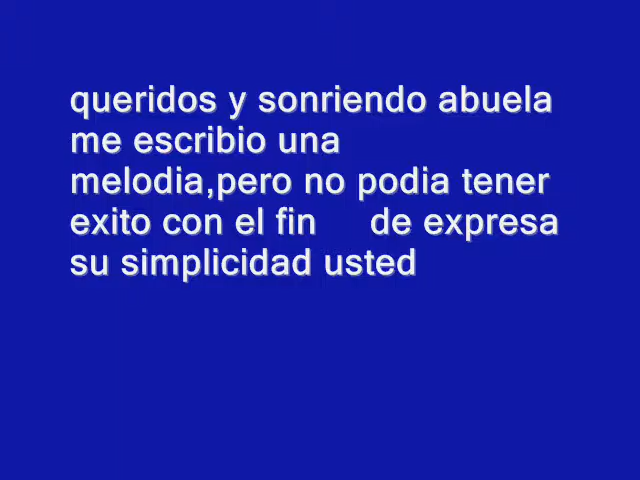 queridos y sonriendo abuela
me escribio una
melodia,pero no podia tener
exito con el fin de expresa
su simplicidad usted